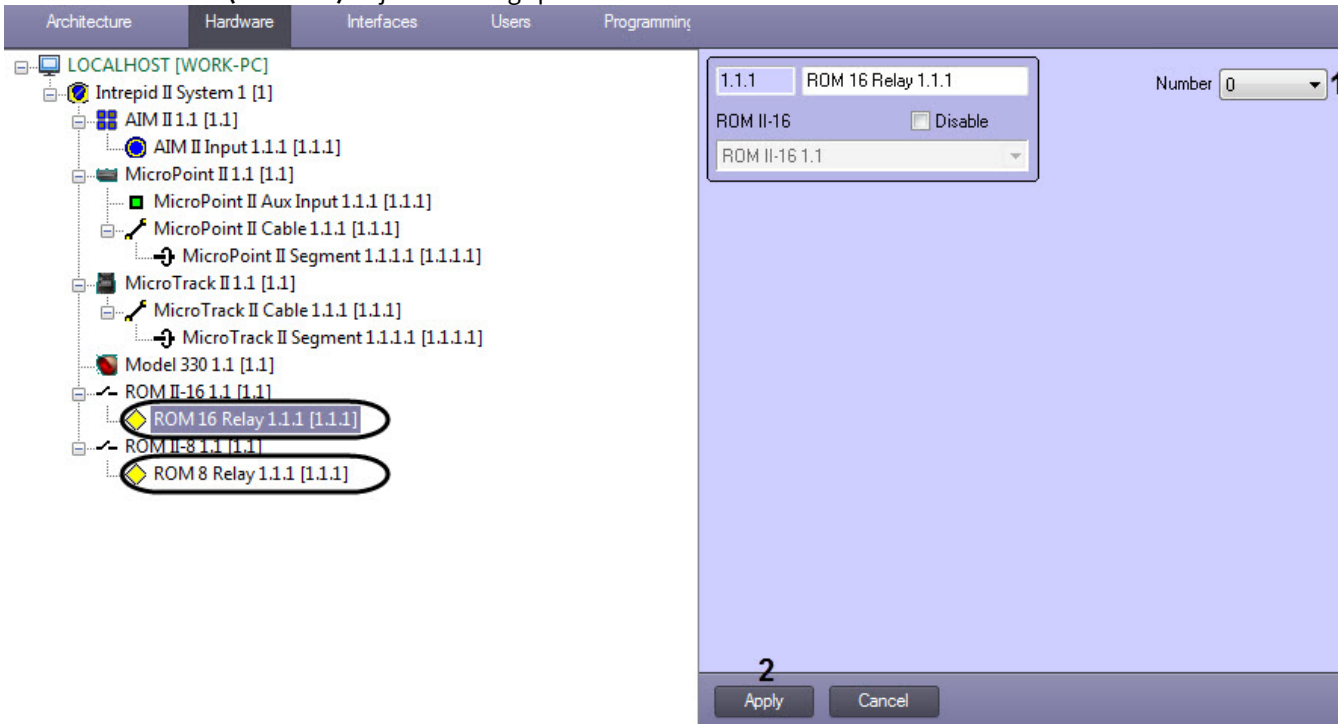 Architecture Hardware Interfaces Users Programming
LOCALHOST [WORK-PC]
Intrepid II System 1 [1]
AIM II 1.1 [1.1]
AIM II Input 1.1.1 [1.1.1]
MicroPoint II 1.1 [1.1]
MicroPoint II Aux Input 1.1.1 [1.1.1]
MicroPoint II Cable 1.1.1 [1.1.1]
MicroPoint II Segment 1.1.1.1 [1.1.1.1]
MicroTrack II 1.1 [1.1]
MicroTrack II Cable 1.1.1 [1.1.1]
MicroTrack II Segment 1.1.1.1 [1.1.1.1]
Model 330 1.1 [1.1]
ROM II-16 1.1 [1.1]
ROM 16 Relay 1.1.1 [1.1.1]
ROM II-8 1.1 [1.1]
ROM 8 Relay 1.1.1 [1.1.1]
1.1.1 ROM 16 Relay 1.1.1
ROM II-16 Disable
ROM II-16 1.1
Number 0 1
2
Apply Cancel